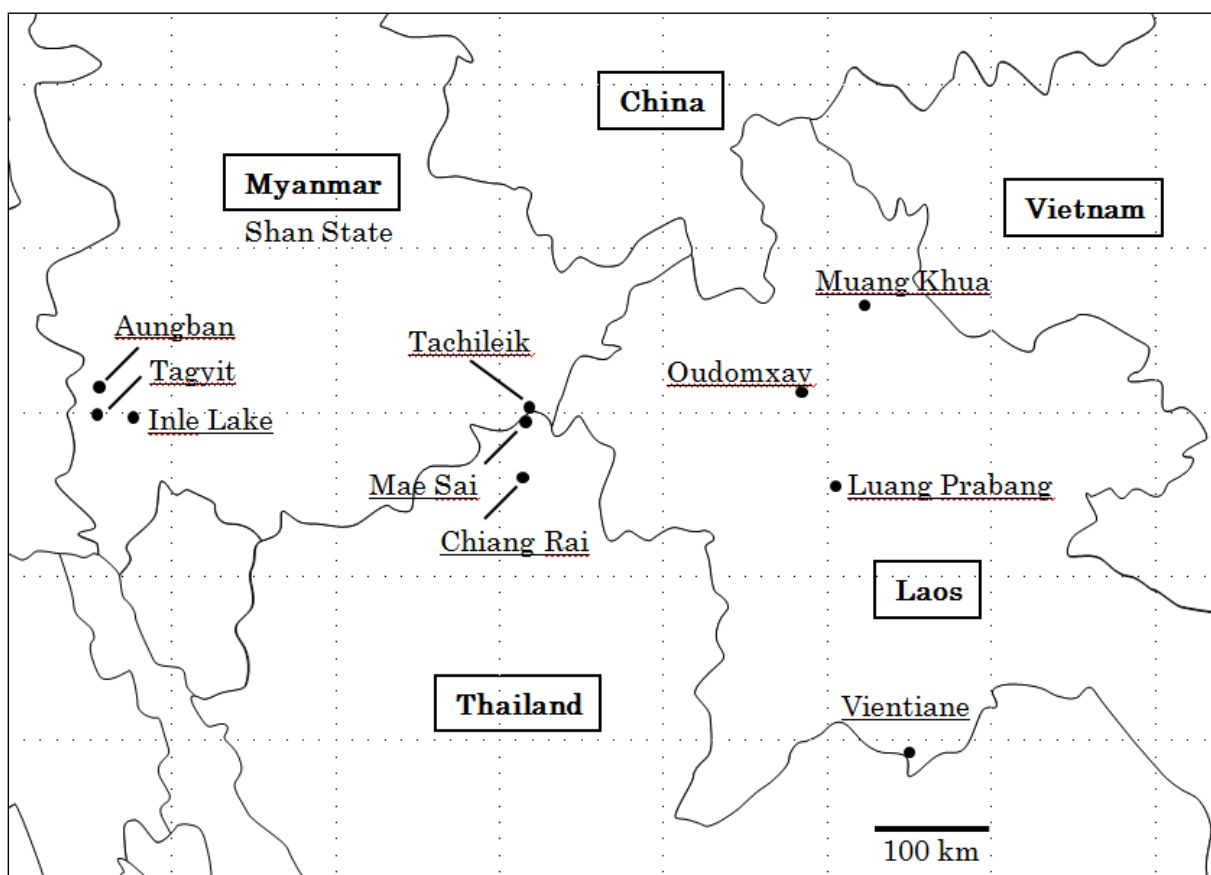 China
Myanmar
Shan State
Vietnam
Muang Khua
Aungban
Tachileik
Tagyit
Oudomxay
Inle Lake
Mae Sai
Luang Prabang
Chiang Rai
Laos
Thailand
Vientiane
100 km